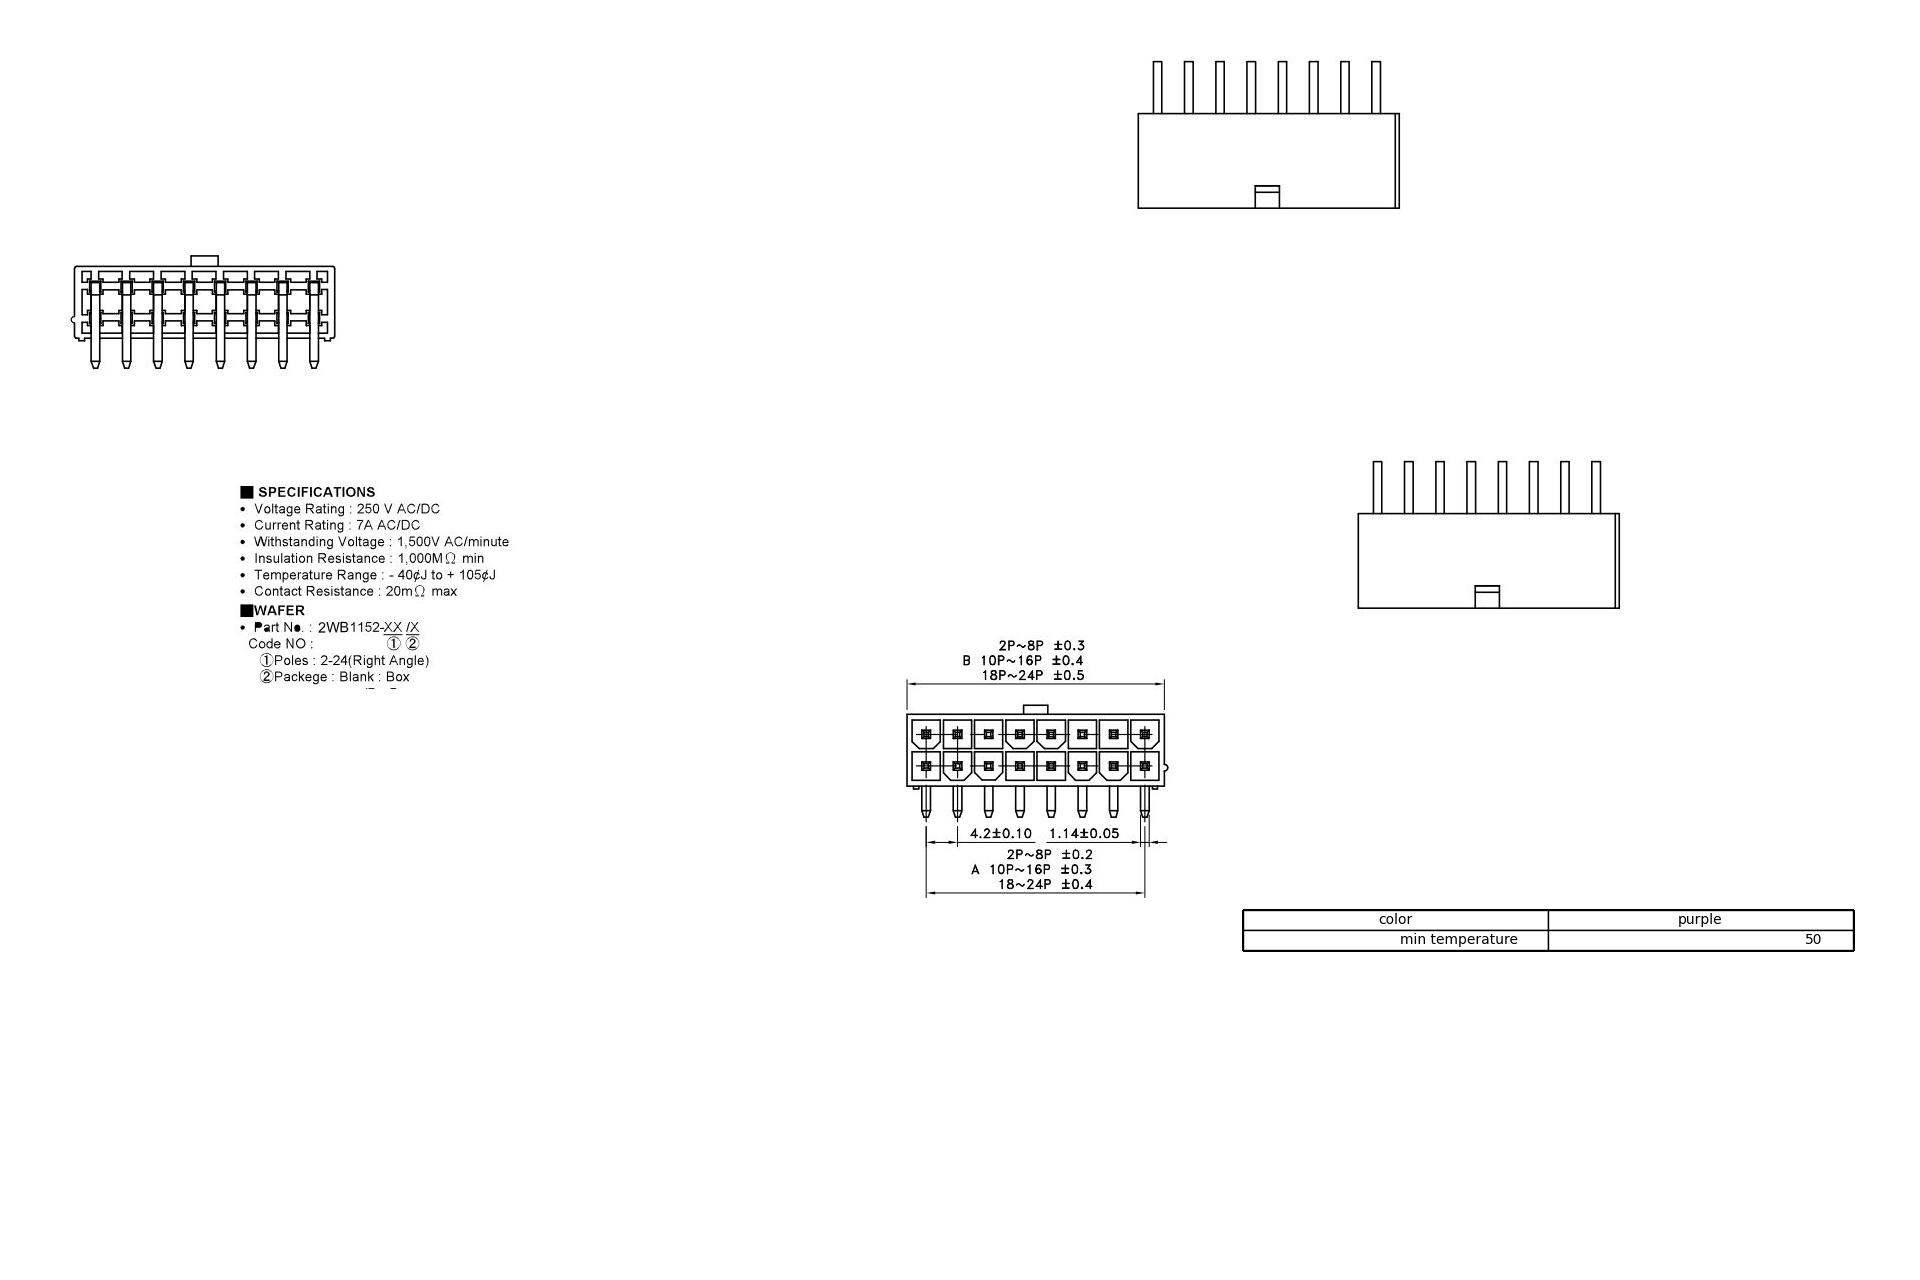 ■ SPECIFICATIONS
• Voltage Rating : 250 V AC/DC
• Current Rating : 7A AC/DC
• Withstanding Voltage : 1,500V AC/minute
• Insulation Resistance : 1,000MΩ min
• Temperature Range : - 40¢J to + 105¢J
• Contact Resistance : 20mΩ max
■WAFER
• Part No. : 2WB1152-XX /X
Code NO : ① ②
①Poles : 2-24(Right Angle)
②Packege : Blank : Box
2P~8P ±0.3
B 10P~16P ±0.4
18P~24P ±0.5
4.2±0.10 1.14±0.05
2P~8P ±0.2
A 10P~16P ±0.3
18~24P ±0.4
color purple
min temperature 50